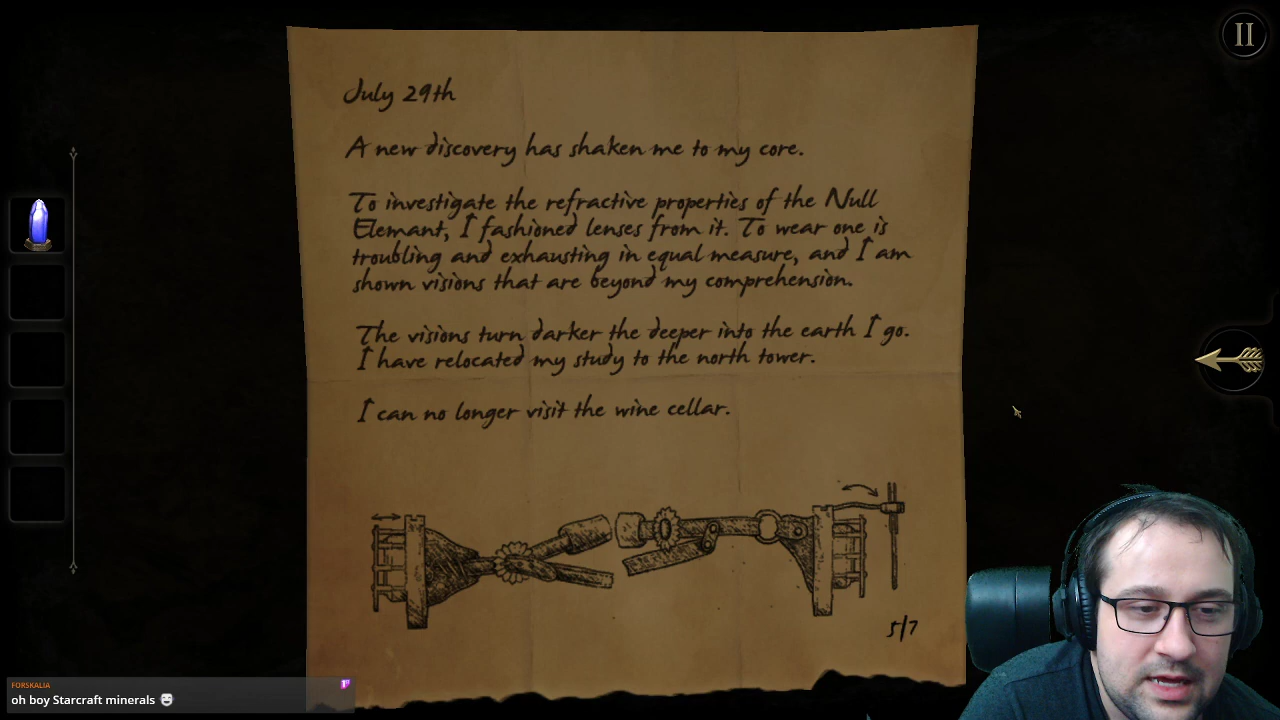 July 29th
A new discovery has shaken me to my core.
To investigate the refractive properties of the Null
Elemant, I fashioned lenses from it. To wear one is
troubling and exhausting in equal measure, and I am
shown visions that are beyond my comprehension.
The visions turn darker the deeper into the earth I go.
I have relocated my study to the north tower.
I can no longer visit the wine cellar.
5/7
FORSKALIA
oh boy Starcraft minerals